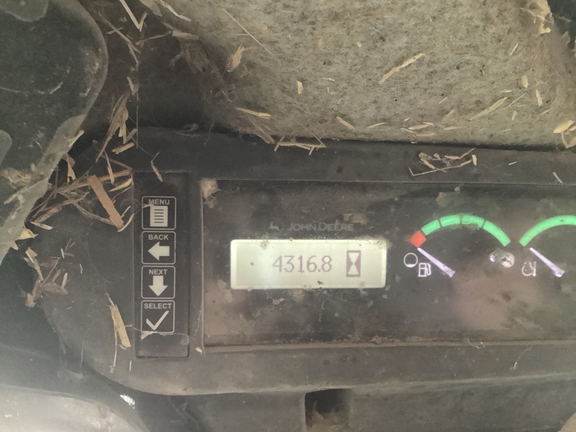 MENU
BACK
NEXT
SELECT
JOHN DEERE
4316.8